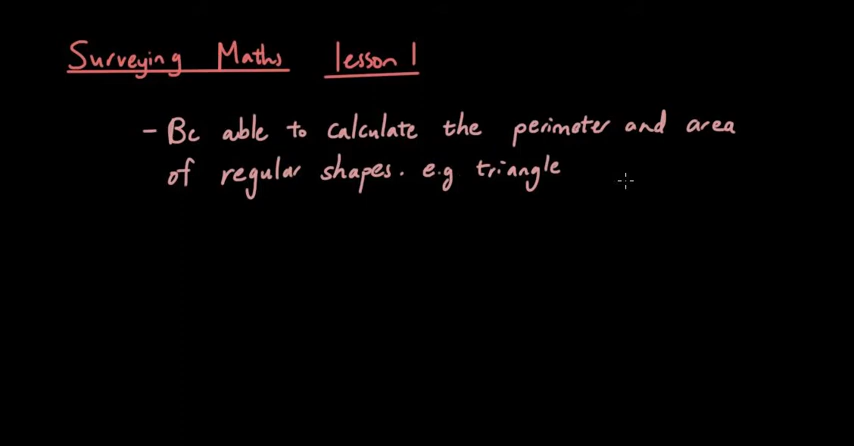 Surveying Maths lesson 1
- Be able to calculate the perimeter and area
of regular shapes. e.g triangle